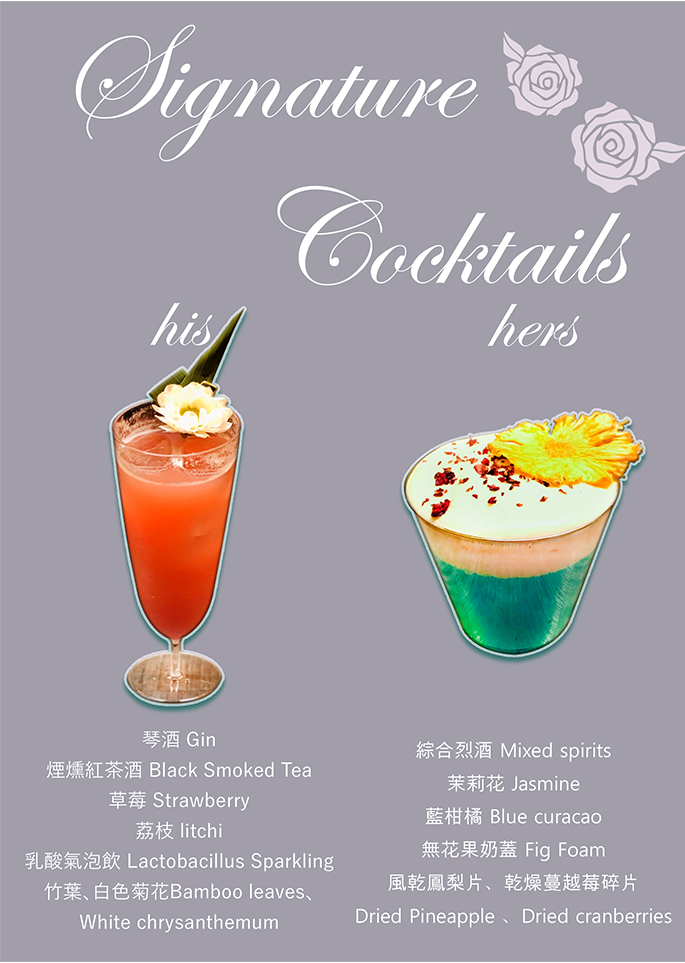 Signature
Cocktails
his
hers
琴酒 Gin
煙燻紅茶酒 Black Smoked Tea
草莓 Strawberry
荔枝 litchi
乳酸氣泡飲 Lactobacillus Sparkling
竹葉、白色菊花Bamboo leaves、
White chrysanthemum
綜合烈酒 Mixed spirits
茉莉花 Jasmine
藍柑橘 Blue curacao
無花果奶蓋 Fig Foam
風乾鳳梨片、乾燥蔓越莓碎片
Dried Pineapple 、Dried cranberries